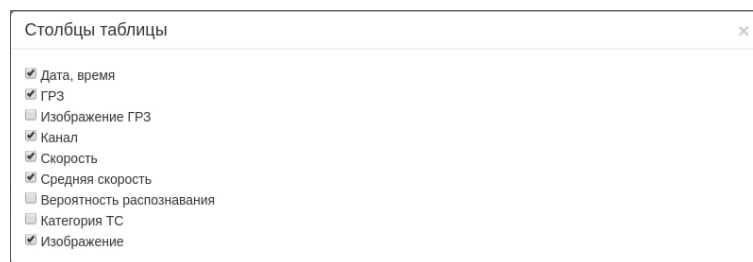 Столбцы таблицы
Дата, время
ГРЗ
Изображение ГРЗ
Канал
Скорость
Средняя скорость
Вероятность распознавания
Категория ТС
Изображение